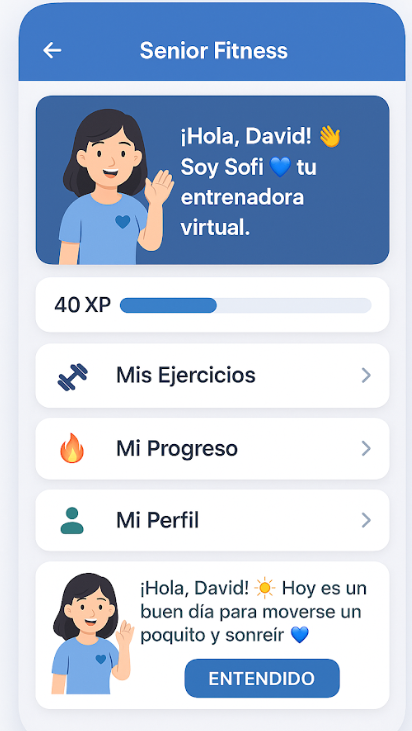 Senior Fitness
¡Hola, David! 👋
Soy Sofi 💙 tu
entrenadora
virtual.
40 XP
Mis Ejercicios
Mi Progreso
Mi Perfil
¡Hola, David! ☀️ Hoy es un
buen día para moverse un
poquito y sonreír 💙
ENTENDIDO